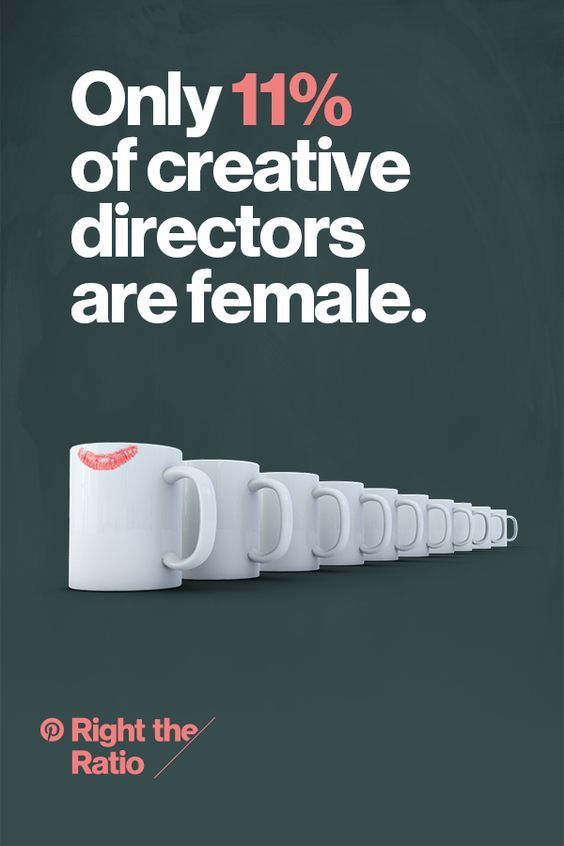 Only 11%
of creative
directors
are female.
Right the
Ratio